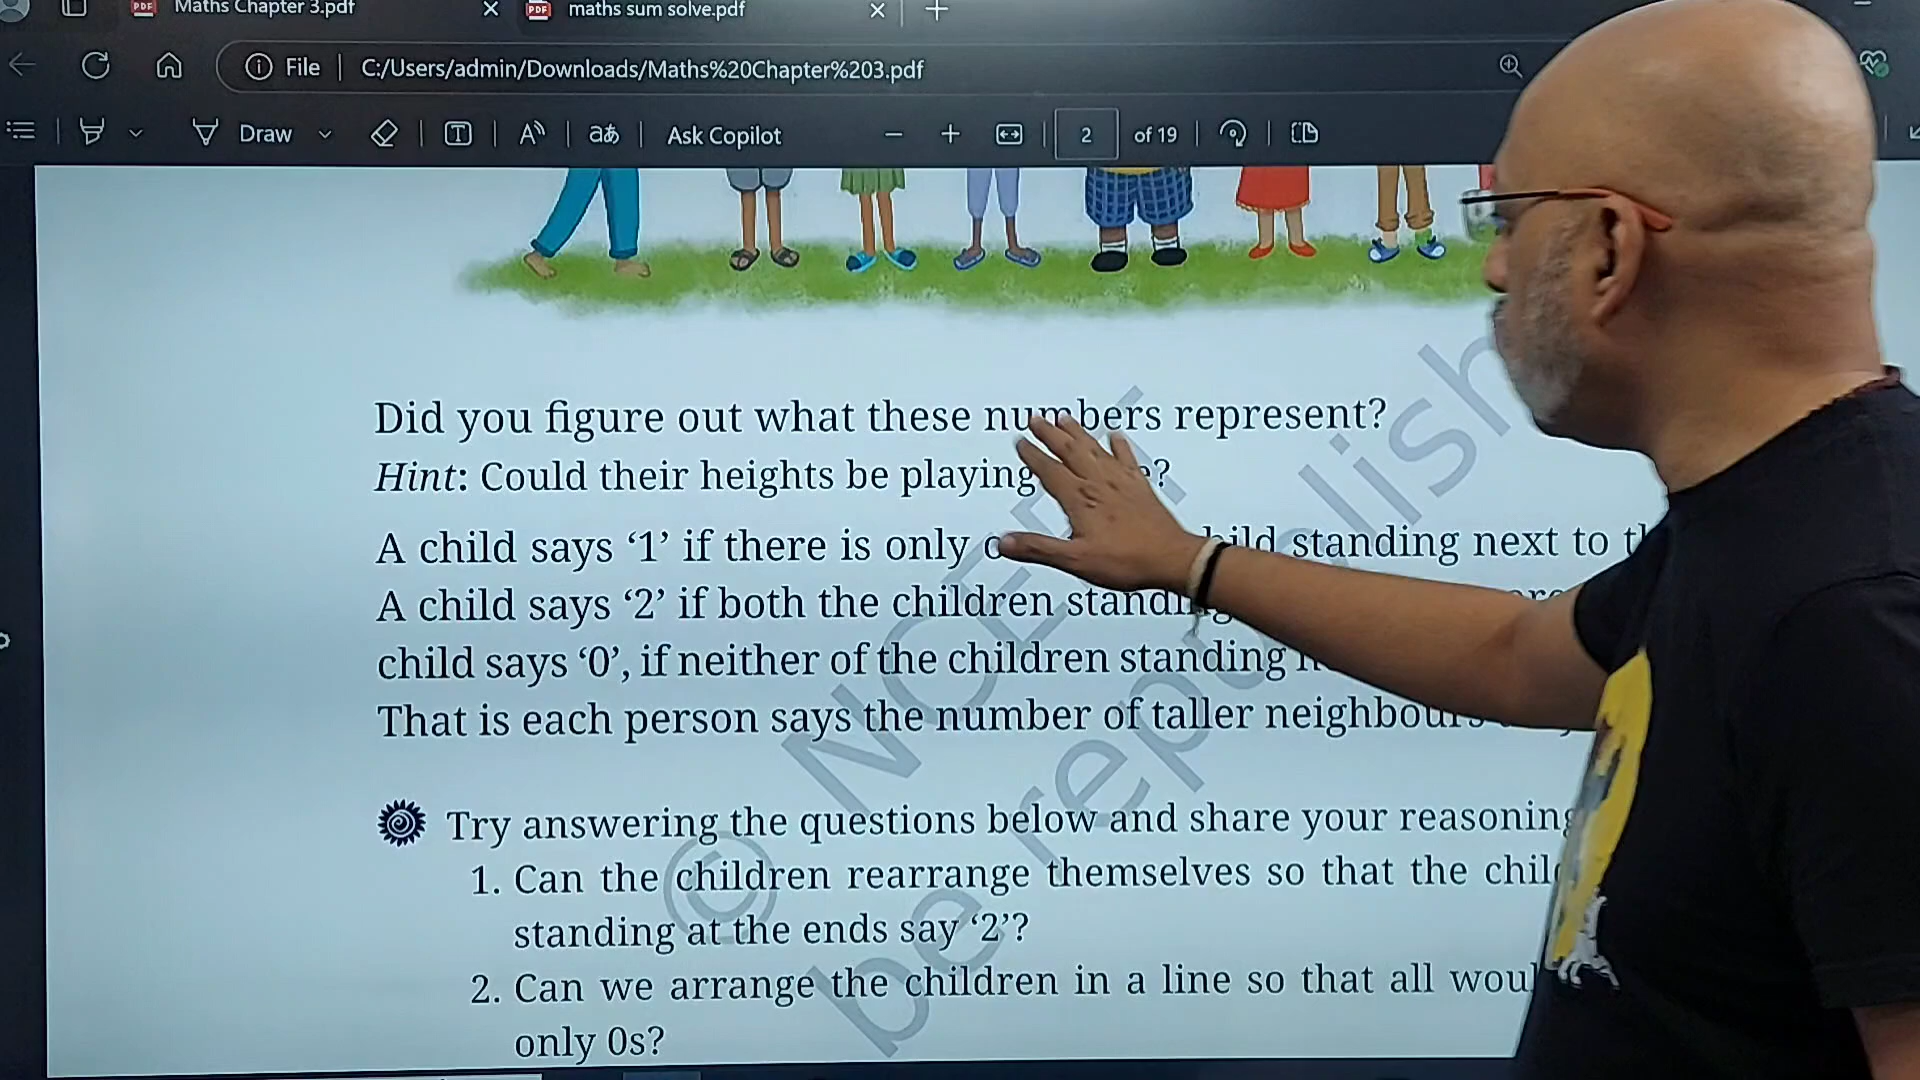 Maths Chapter 3.pdf
maths sum solve.pdf
File | C:/Users/admin/Downloads/Maths%20Chapter%203.pdf
Draw
Ask Copilot
2 of 19
Did you figure out what these numbers represent?
Hint: Could their heights be playing
A child says ‘1’ if there is only standing next to
A child says ‘2’ if both the children
child says ‘0’, if neither of the children standing
That is each person says the number of taller neighbours
Try answering the questions below and share your reasoning
1. Can the children rearrange themselves so that the
standing at the ends say ‘2’?
2. Can we arrange the children in a line so that all
only 0s?
© NCERT
be republish